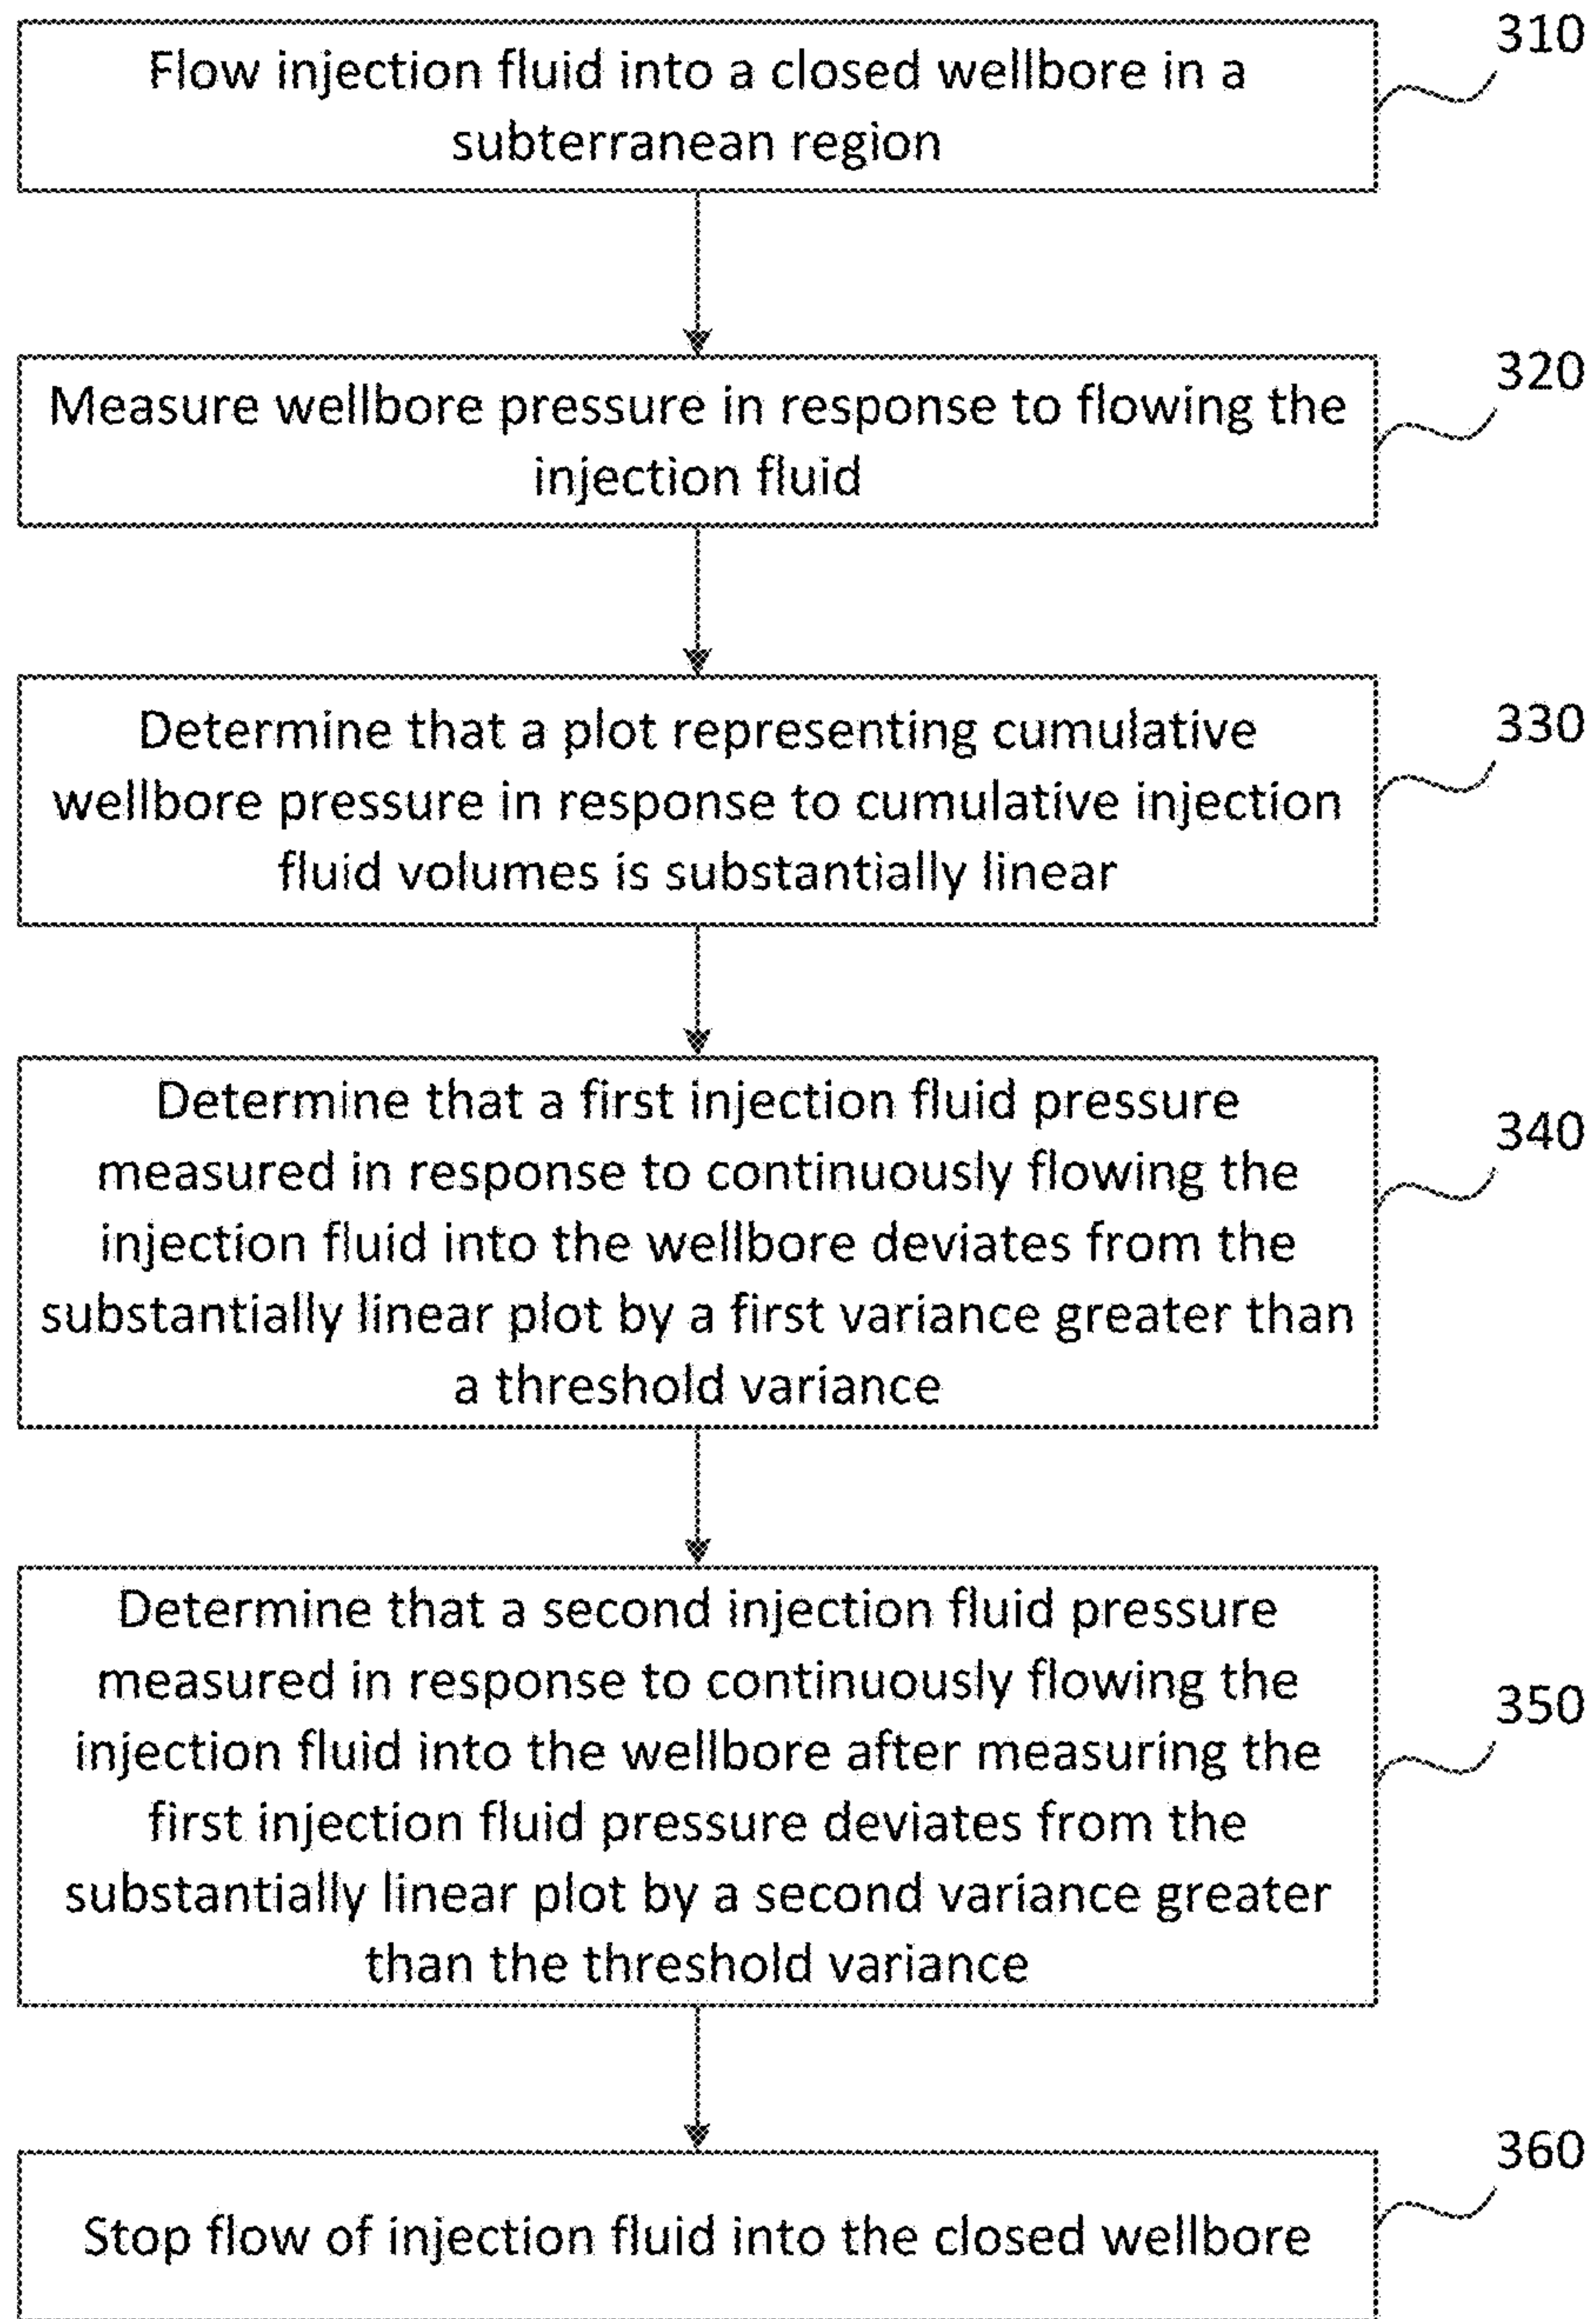 310
Flow injection fluid into a closed wellbore in a
subterranean region
320
Measure wellbore pressure in response to flowing the
injection fluid
330
Determine that a plot representing cumulative
wellbore pressure in response to cumulative injection
fluid volumes is substantially linear
340
Determine that a first injection fluid pressure
measured in response to continuously flowing the
injection fluid into the wellbore deviates from the
substantially linear plot by a first variance greater than
a threshold variance
350
Determine that a second injection fluid pressure
measured in response to continuously flowing the
injection fluid into the wellbore after measuring the
first injection fluid pressure deviates from the
substantially linear plot by a second variance greater
than the threshold variance
360
Stop flow of injection fluid into the closed wellbore